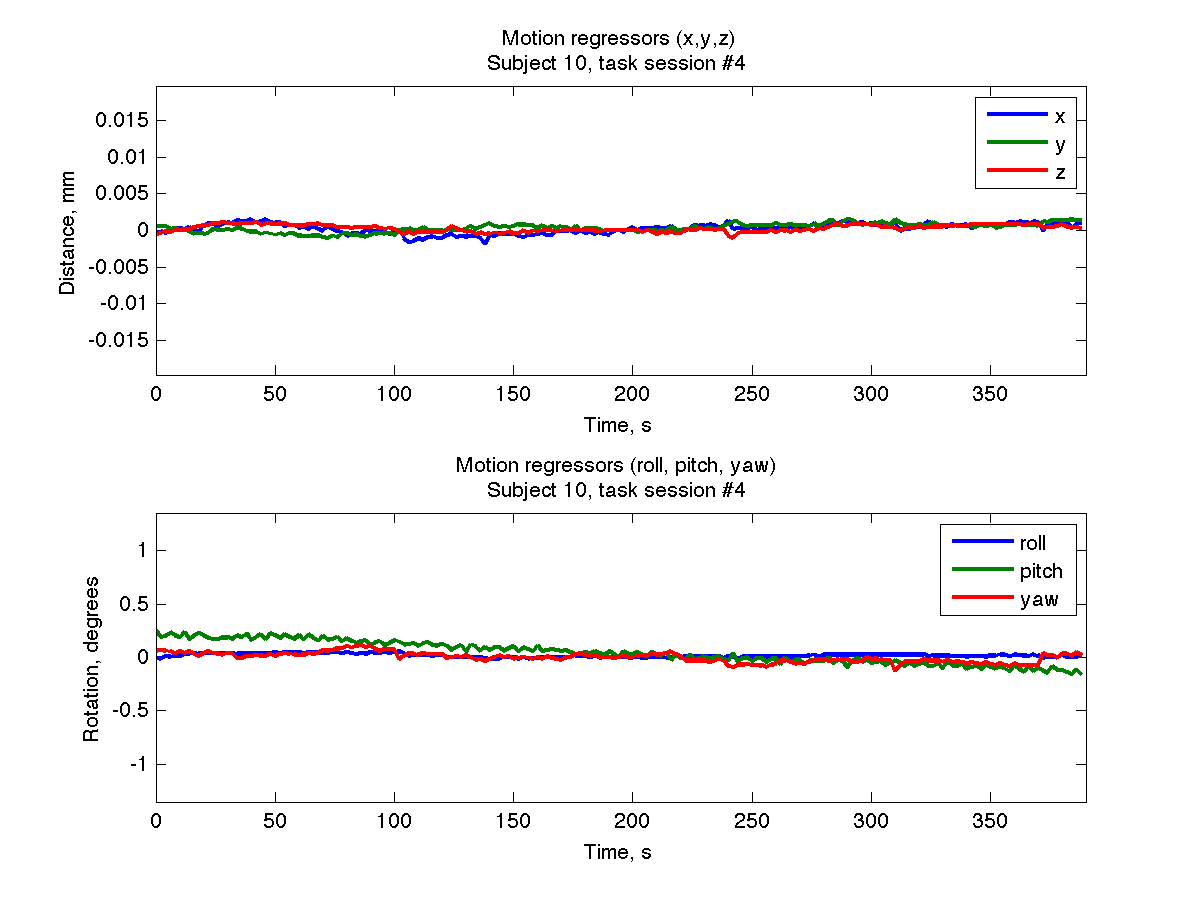 Motion regressors (x,y,z)
Subject 10, task session #4
0.015
0.01
0.005
0
-0.005
-0.01
-0.015
Distance, mm
x
y
z
0 50 100 150 200 250 300 350
Time, s
Motion regressors (roll, pitch, yaw)
Subject 10, task session #4
1
0.5
0
-0.5
-1
Rotation, degrees
roll
pitch
yaw
0 50 100 150 200 250 300 350
Time, s